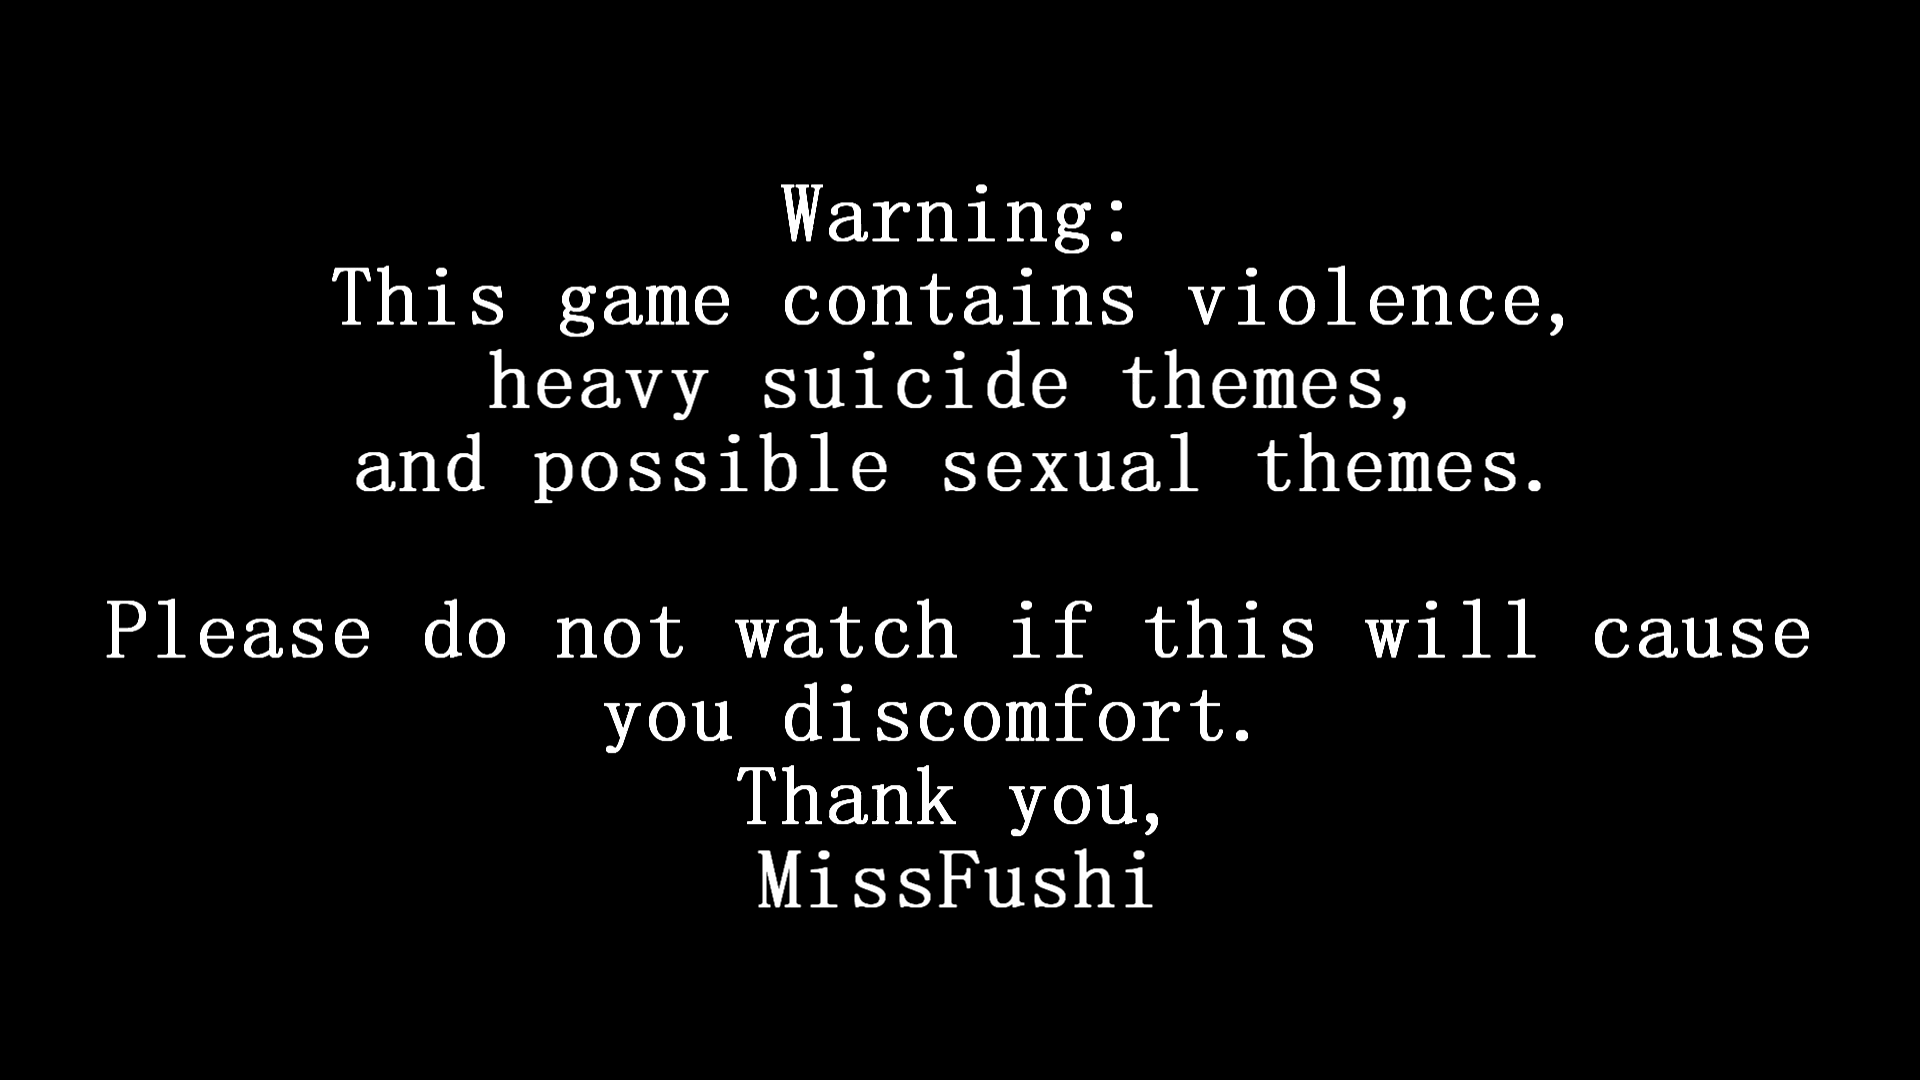 Warning:
This game contains violence,
heavy suicide themes,
and possible sexual themes.
Please do not watch if this will cause
you discomfort.
Thank you,
MissFushi